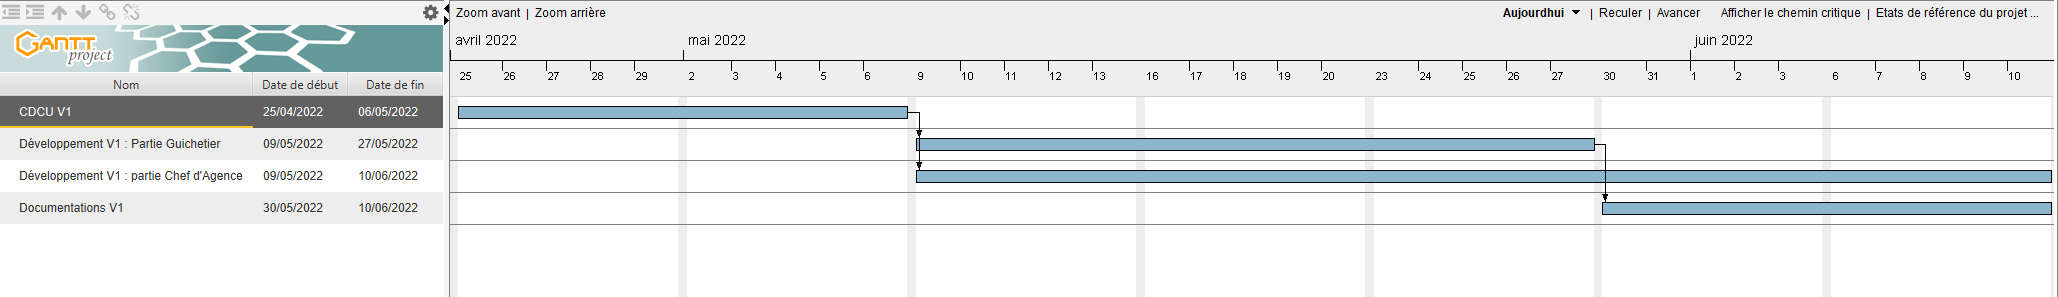 Zoom avant | Zoom arrière
Aujourdhui | Reculer | Avancer Afficher le chemin critique | Etats de référence du projet ...
GANTT project
avril 2022 mai 2022 juin 2022
25 26 27 28 29 2 3 4 5 6 9 10 11 12 13 16 17 18 19 20 23 24 25 26 27 30 31 1 2 3 6 7 8 9 10
Nom Date de début Date de fin
CDCU V1 25/04/2022 06/05/2022
Développement V1 : Partie Guichetier 09/05/2022 27/05/2022
Développement V1 : partie Chef d'Agence 09/05/2022 10/06/2022
Documentations V1 30/05/2022 10/06/2022